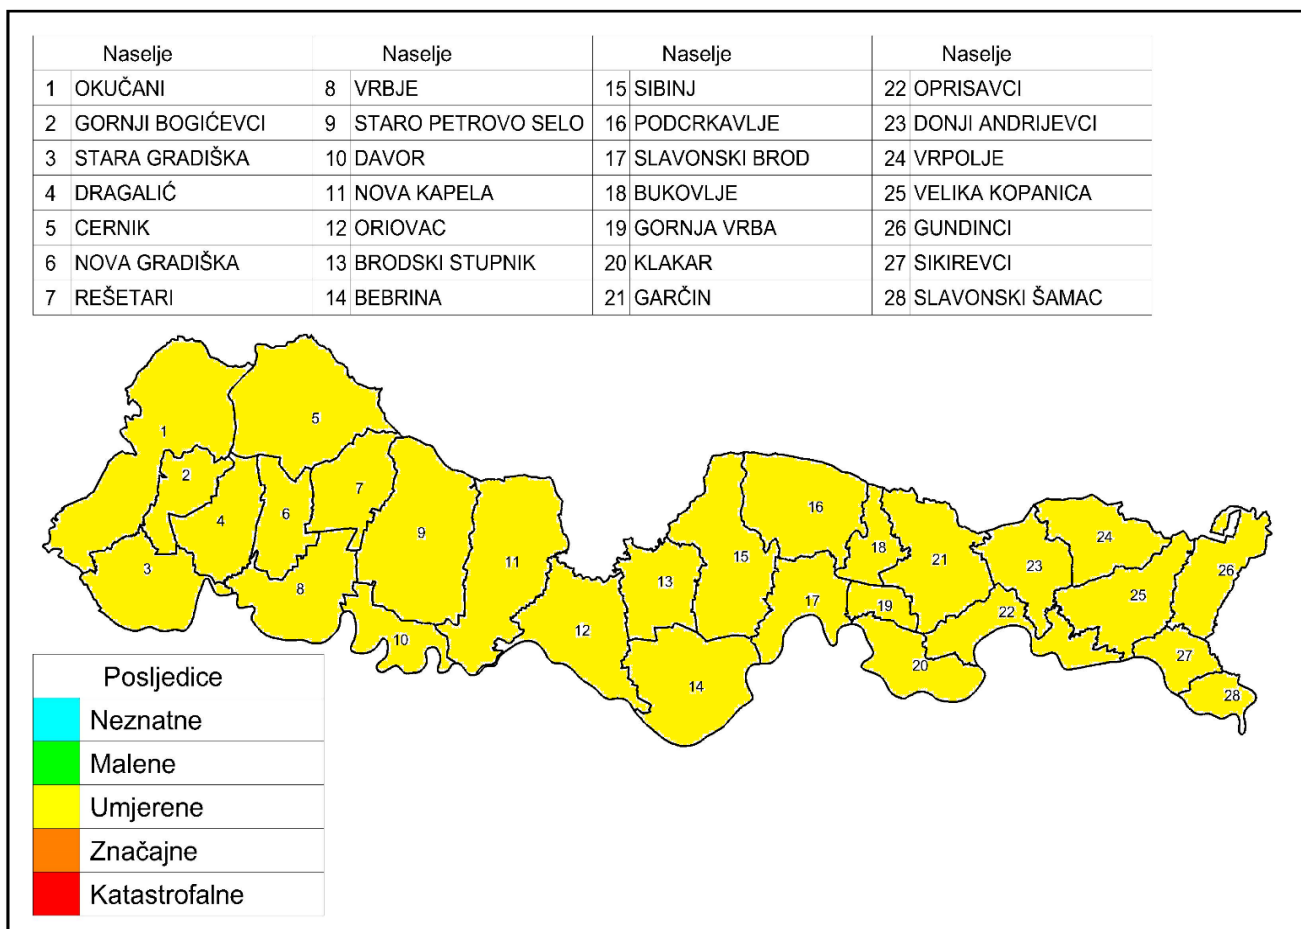 Naselje Naselje Naselje Naselje
1 OKUČANI 8 VRBJE 15 SIBINJ 22 OPRISAVCI
2 GORNJI BOGIĆEVCI 9 STARO PETROVO SELO 16 PODCRKAVLJE 23 DONJI ANDRIJEVCI
3 STARA GRADIŠKA 10 DAVOR 17 SLAVONSKI BROD 24 VRPOLJE
4 DRAGALIĆ 11 NOVA KAPELA 18 BUKOVLJE 25 VELIKA KOPANICA
5 CERNIK 12 ORIOVAC 19 GORNJA VRBA 26 GUNDINCI
6 NOVA GRADIŠKA 13 BRODSKI STUPNIK 20 KLAKAR 27 SIKIREVCI
7 REŠETARI 14 BEBRINA 21 GARČIN 28 SLAVONSKI ŠAMAC
5
1
2
7
16
6
4
9
24
18
15
21
11
23
3
26
13
8
25
17
19
22
12
10
27
20
14
28
Posljedice
Neznatne
Malene
Umjerene
Značajne
Katastrofalne